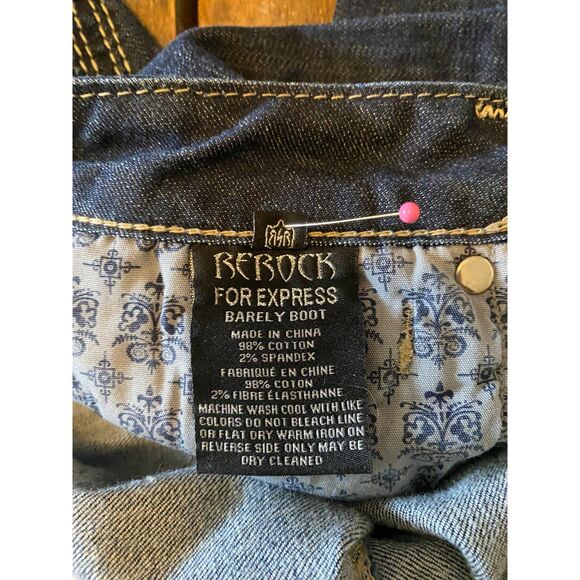 RSR
REROCK
FOR EXPRESS
BARELY BOOT
MADE IN CHINA
98% COTTON
2% SPANDEX
FABRIQUÉ EN CHINE
98% COTON
2% FIBRE ÉLASTHANNE
MACHINE WASH COOL WITH LIKE
COLORS DO NOT BLEACH LINE
OR FLAT DRY WARM IRON ON
REVERSE SIDE ONLY MAY BE
DRY CLEANED